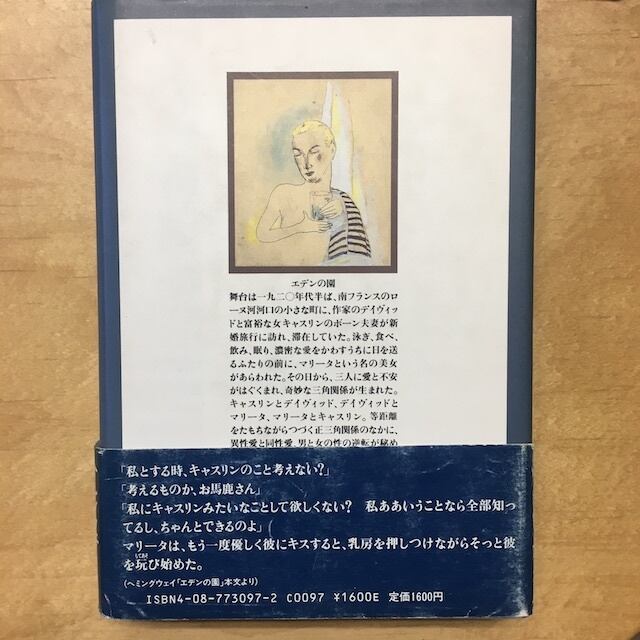 エデンの園
舞台は一九二〇年代半ば、南フランスのロ
ーヌ河河口の小さな町に、作家のデイヴィッ
ドと富裕な女キャスリンのボーン夫妻が新
婚旅行に訪れ、滞在していた。泳ぎ、食べ、
飲み、眠り、濃密な愛をかわすうちに日を送
るふたりの前に、マリータという名の美女
があらわれた。その日から、三人に愛と不安
がはぐくまれ、奇妙な三角関係が生まれた。
キャスリンとデイヴィッド、デイヴィッドと
マリータ、マリータとキャスリン。等距離
をたもちながらつづく正三角関係のなかに、
異性愛と同性愛、男と女の性の逆転が秘め
「私とする時、キャスリンのこと考えない?」
「考えるものか、お馬鹿さん」
「私にキャスリンみたいなことして欲しくない? 私ああいうことなら全部知っ
てるし、ちゃんとできるのよ」
マリータは、もう一度優しく彼にキスすると、乳房を押しつけながらそっと彼
を玩び始めた。
(ヘミングウェイ「エデンの園」本文より)
ISBN4-08-773097-2 C0097 ¥1600E 定価1600円